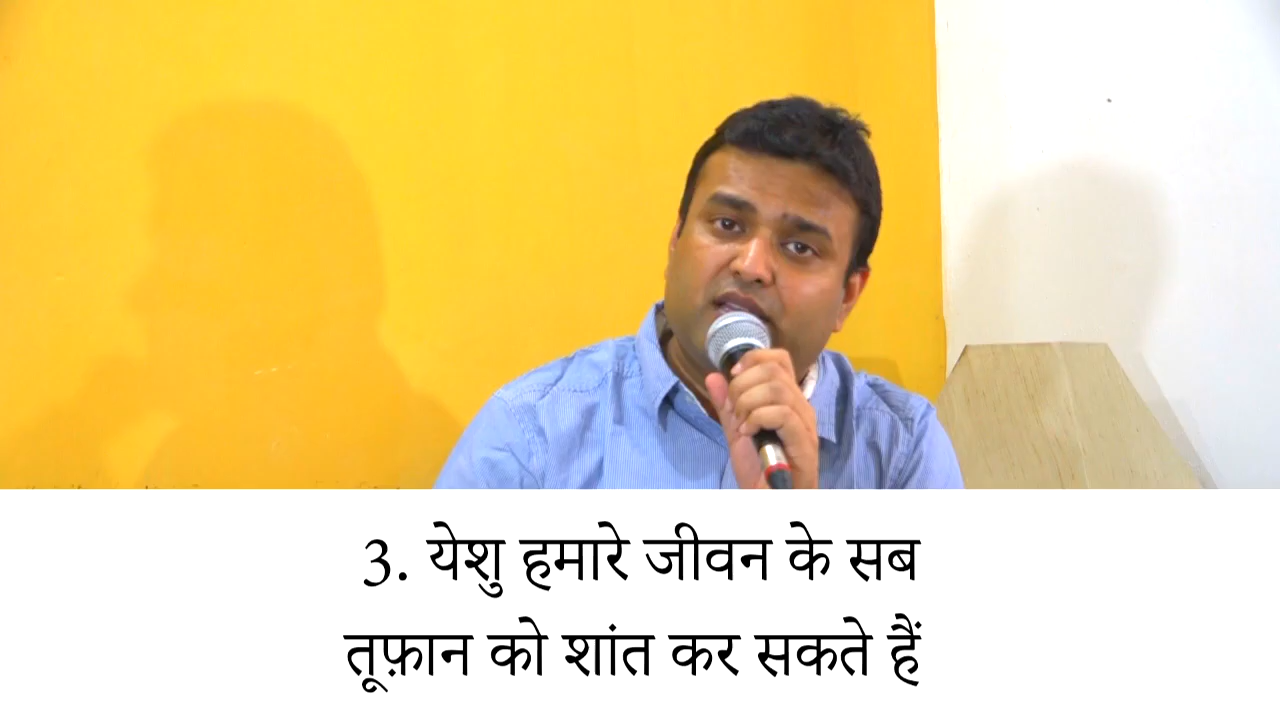 3. येशु हमारे जीवन के सब
तूफ़ान को शांत कर सकते हैं